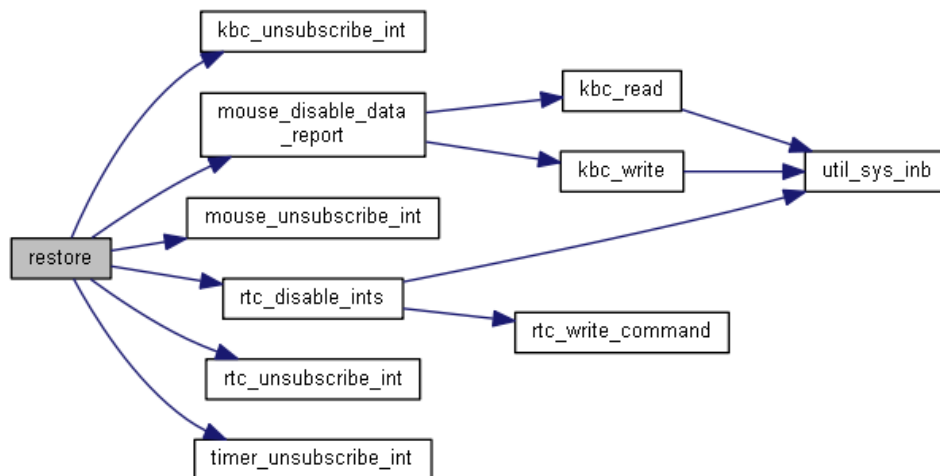 kbc_unsubscribe_int
mouse_disable_data
_report
kbc_read
kbc_write
util_sys_inb
mouse_unsubscribe_int
restore
rtc_disable_ints
rtc_write_command
rtc_unsubscribe_int
timer_unsubscribe_int